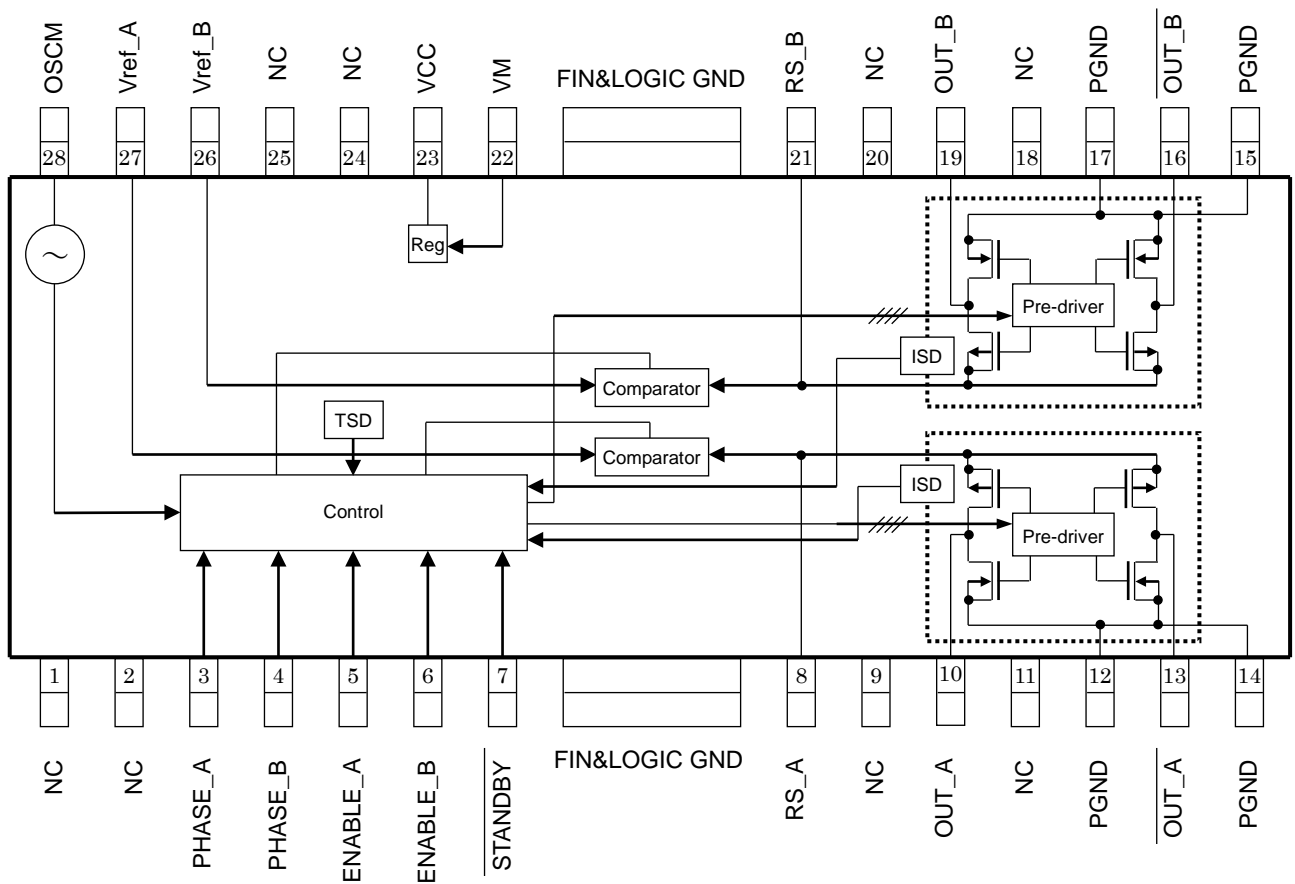 OSCM
Vref_A
Vref_B
NC
NC
VCC
VM
FIN&LOGIC GND
RS_B
NC
OUT_B
NC
PGND
OUT_B
PGND
28
27
26
25
24
23
22
21
20
19
18
17
16
15
~
Reg
Pre-driver
ISD
Comparator
TSD
Comparator
ISD
Control
Pre-driver
1
2
3
4
5
6
7
8
9
10
11
12
13
14
NC
NC
PHASE_A
PHASE_B
ENABLE_A
ENABLE_B
STANDBY
FIN&LOGIC GND
RS_A
NC
OUT_A
NC
PGND
OUT_A
PGND